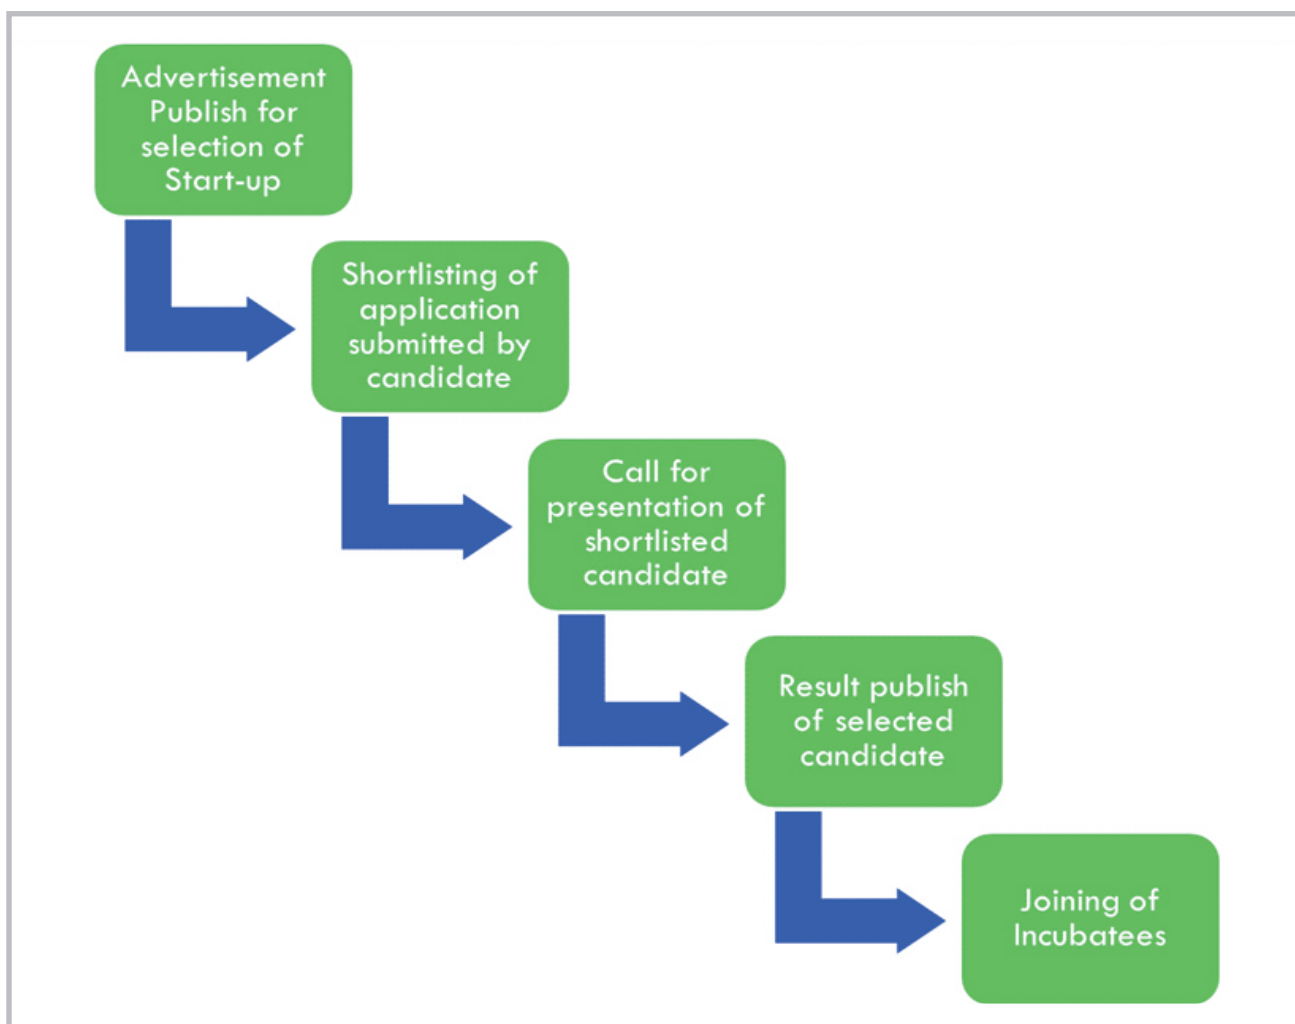 Advertisement
Publish for
selection of
Start-up
Shortlisting of
application
submitted by
candidate
Call for
presentation of
shortlisted
candidate
Result publish
of selected
candidate
Joining of
Incubatees